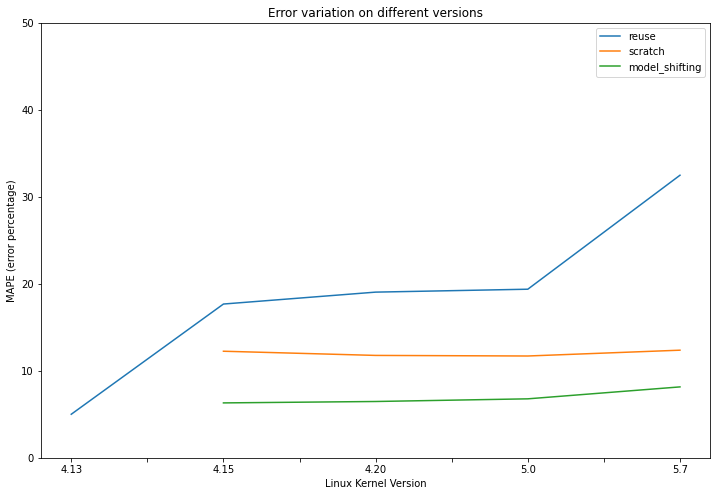 Error variation on different versions
reuse
scratch
model_shifting
MAPE (error percentage)
50
40
30
20
10
0
4.13
4.15
4.20
5.0
5.7
Linux Kernel Version